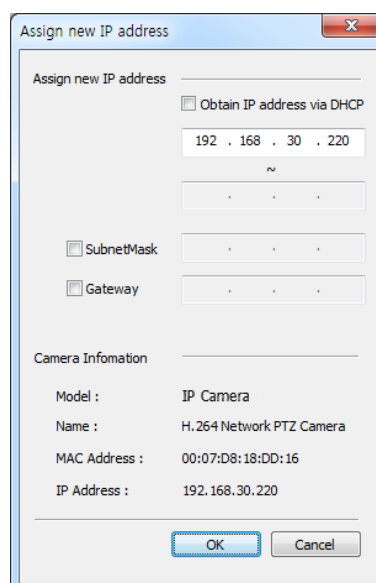 Assign new IP address
Assign new IP address
Obtain IP address via DHCP
192 . 168 . 30 . 220
~
. . .
SubnetMask . . .
Gateway . . .
Camera Infomation
Model : IP Camera
Name : H.264 Network PTZ Camera
MAC Address : 00:07:D8:18:DD:16
IP Address : 192.168.30.220
OK Cancel